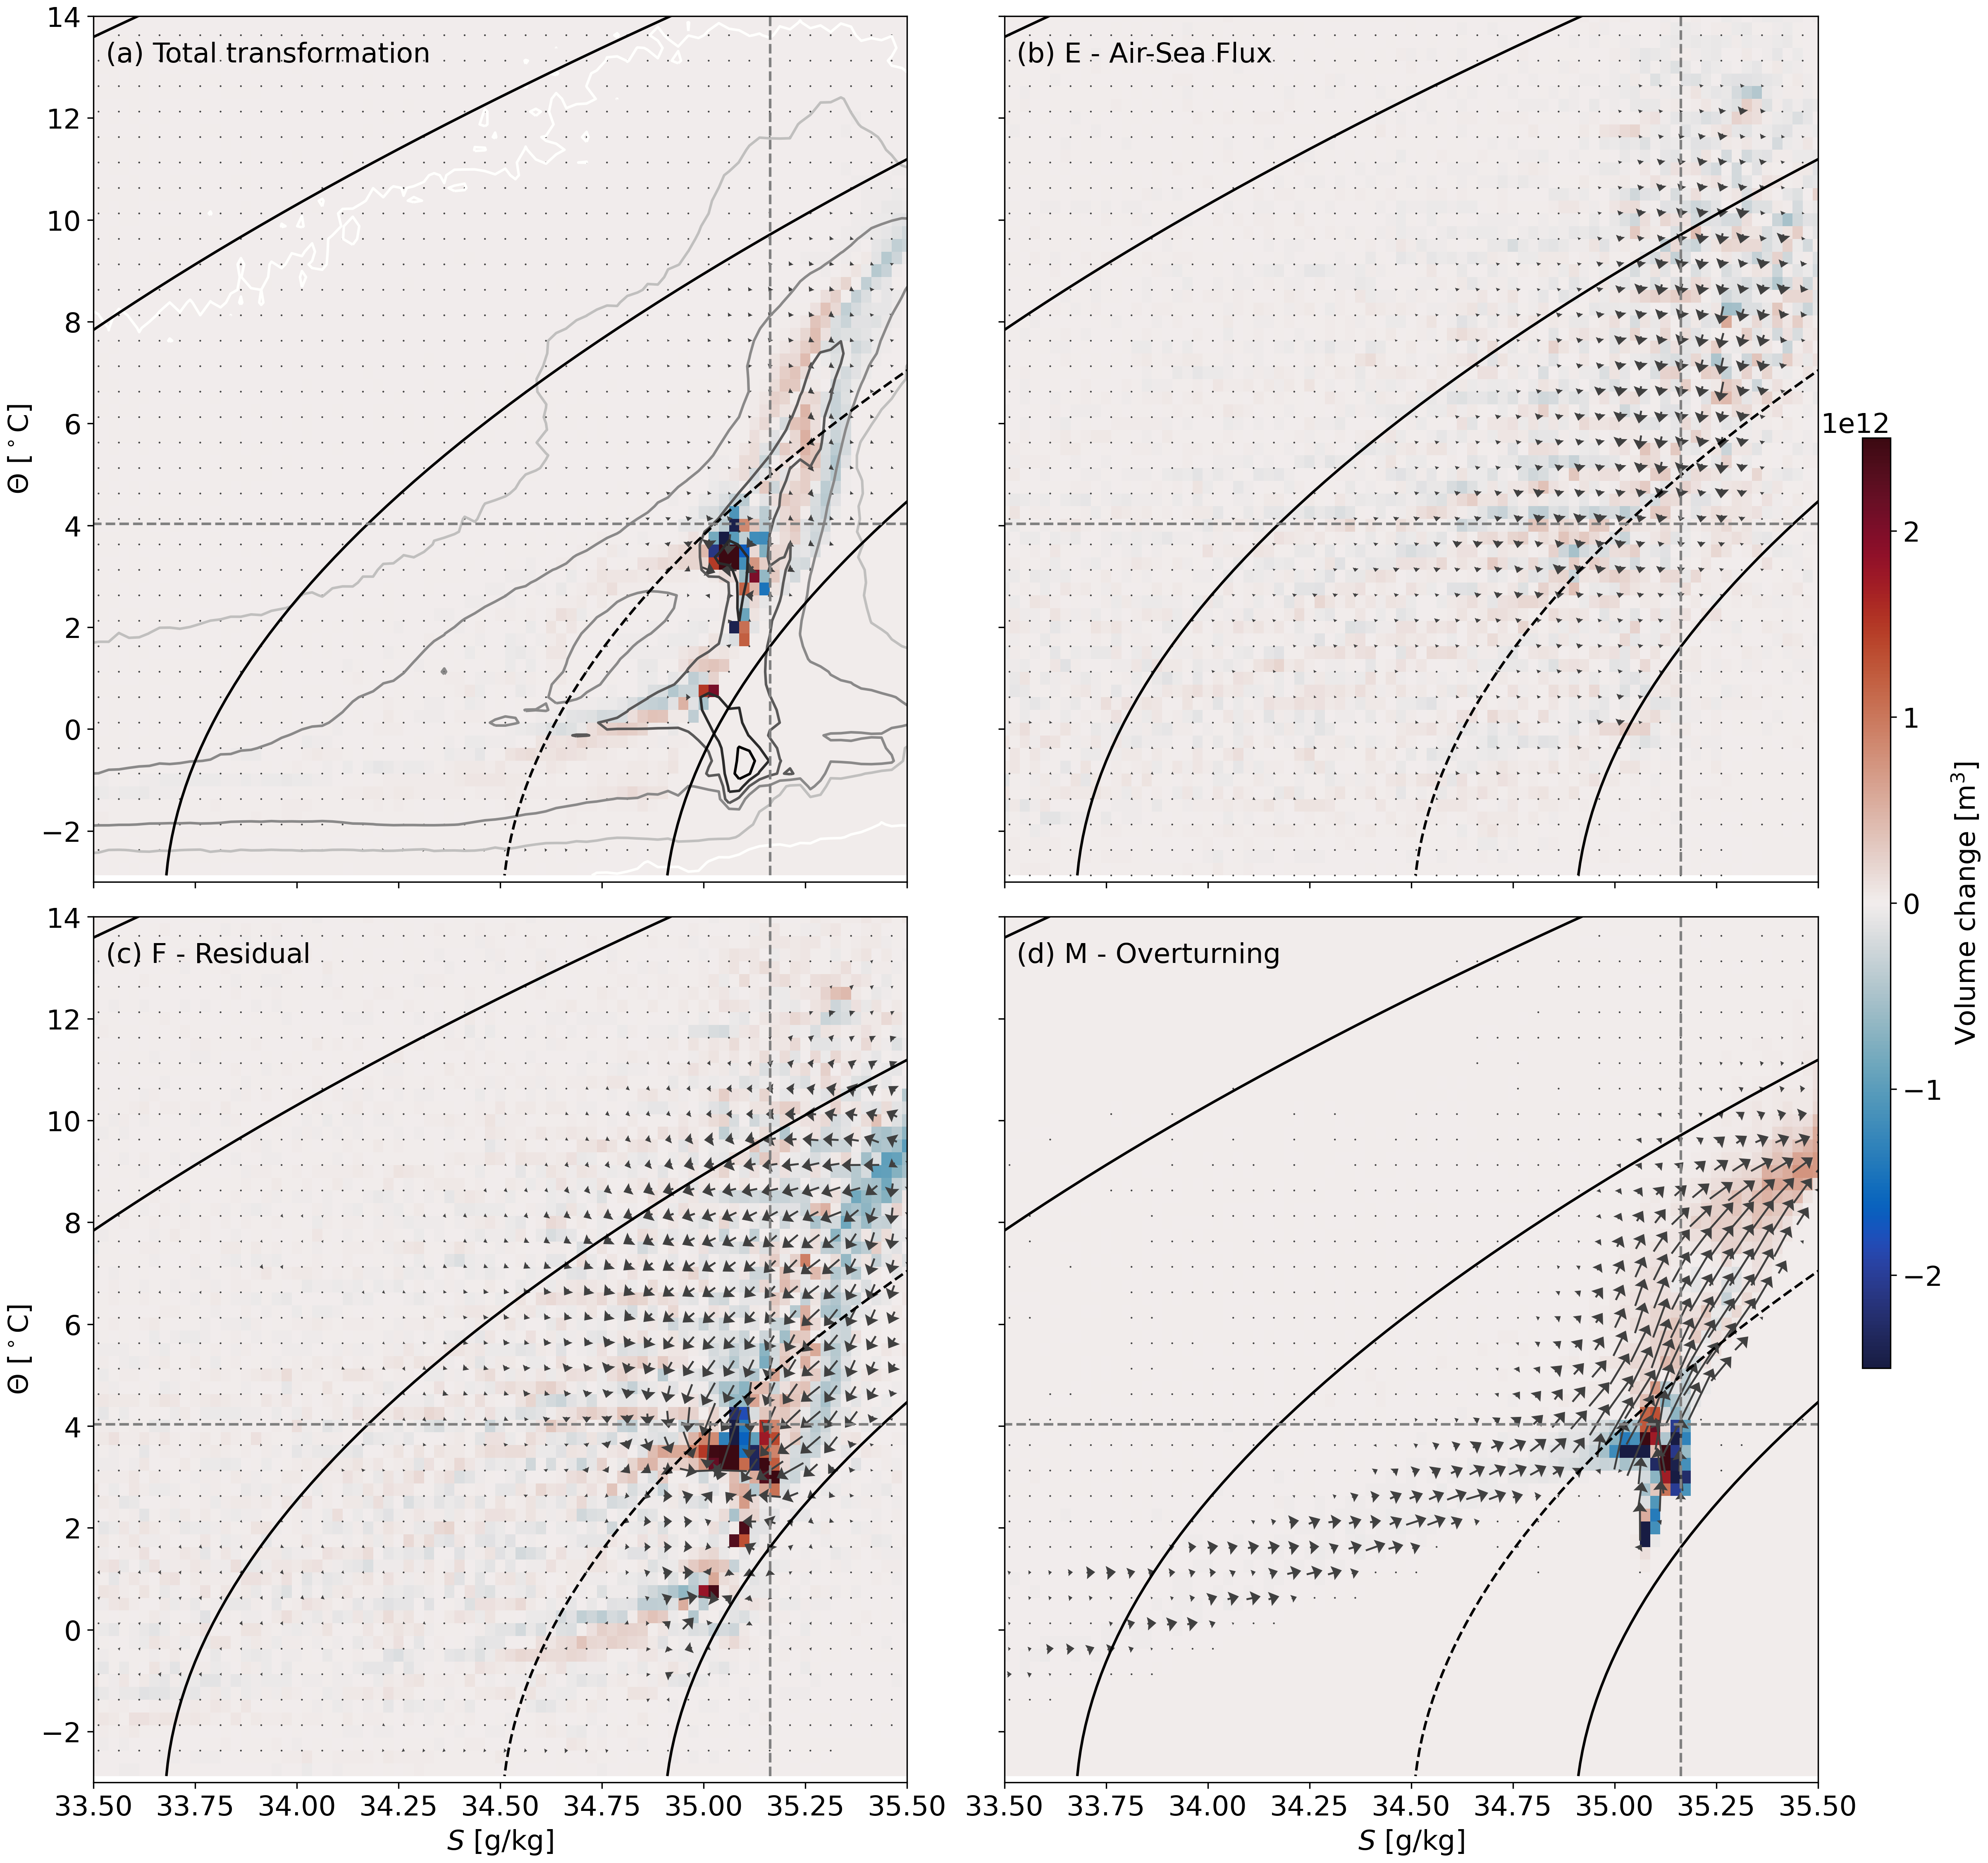 (a) Total transformation
(b) E - Air-Sea Flux
14
12
10
8
6
4
2
0
−2
Θ [°C]
(c) F - Residual
(d) M - Overturning
14
12
10
8
6
4
2
0
−2
Θ [°C]
33.50 33.75 34.00 34.25 34.50 34.75 35.00 35.25 35.50
S [g/kg]
33.50 33.75 34.00 34.25 34.50 34.75 35.00 35.25 35.50
S [g/kg]
1e12
2
1
0
−1
−2
Volume change [m³]